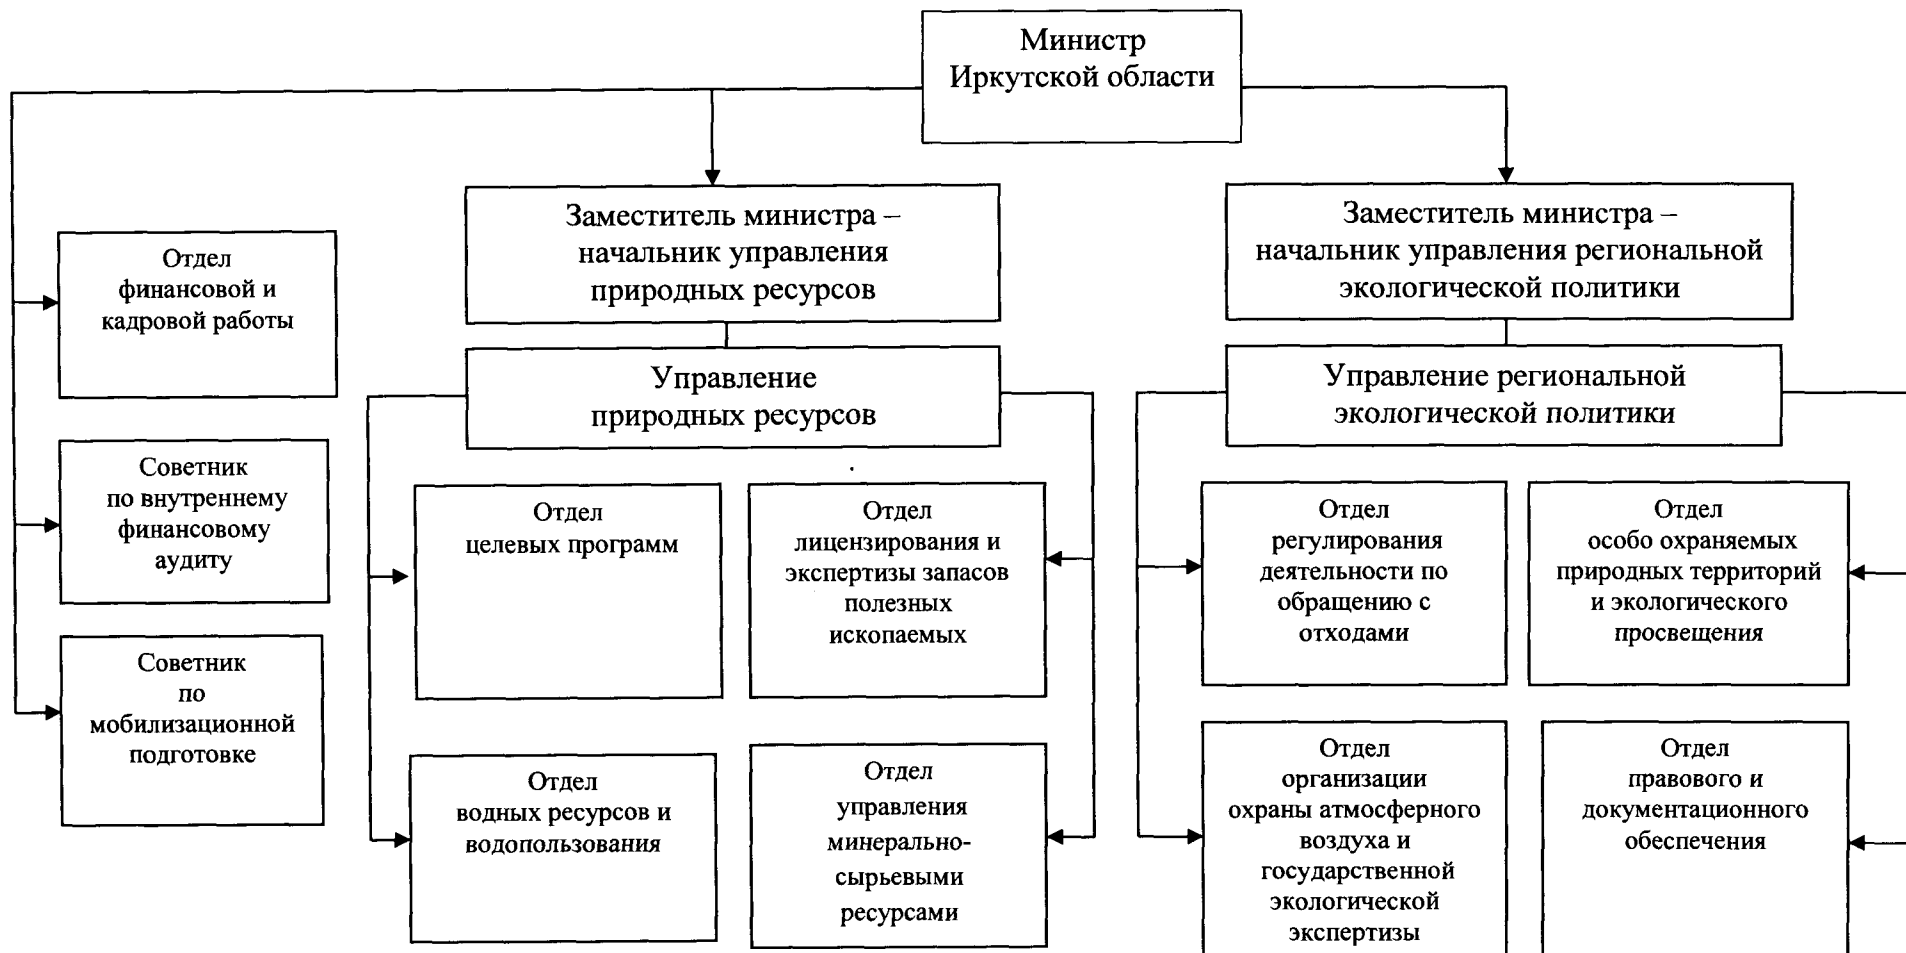 Министр
Иркутской области
Заместитель министра –
начальник управления
природных ресурсов
Заместитель министра –
начальник управления региональной
экологической политики
Отдел
финансовой и
кадровой работы
Управление
природных ресурсов
Управление региональной
экологической политики
Советник
по внутреннему
финансовому
аудиту
Отдел
целевых программ
Отдел
лицензирования и
экспертизы запасов
полезных
ископаемых
Отдел
регулирования
деятельности по
обращению с
отходами
Отдел
особо охраняемых
природных территорий
и экологического
просвещения
Советник
по
мобилизационной
подготовке
Отдел
водных ресурсов и
водопользования
Отдел
управления
минерально-
сырьевыми
ресурсами
Отдел
организации
охраны атмосферного
воздуха и
государственной
экологической
экспертизы
Отдел
правового и
документационного
обеспечения